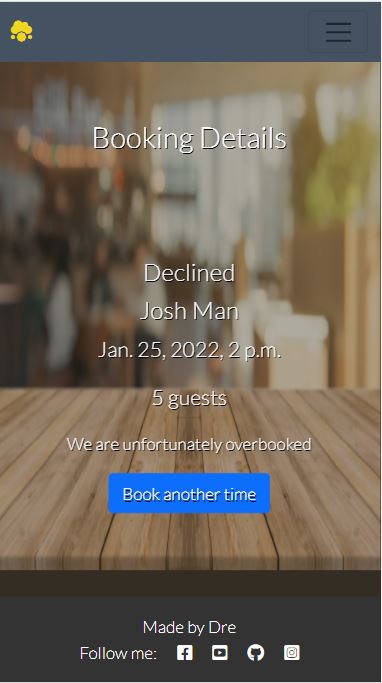 Booking Details
Declined
Josh Man
Jan. 25, 2022, 2 p.m.
5 guests
We are unfortunately overbooked
Book another time
Made by Dre
Follow me: